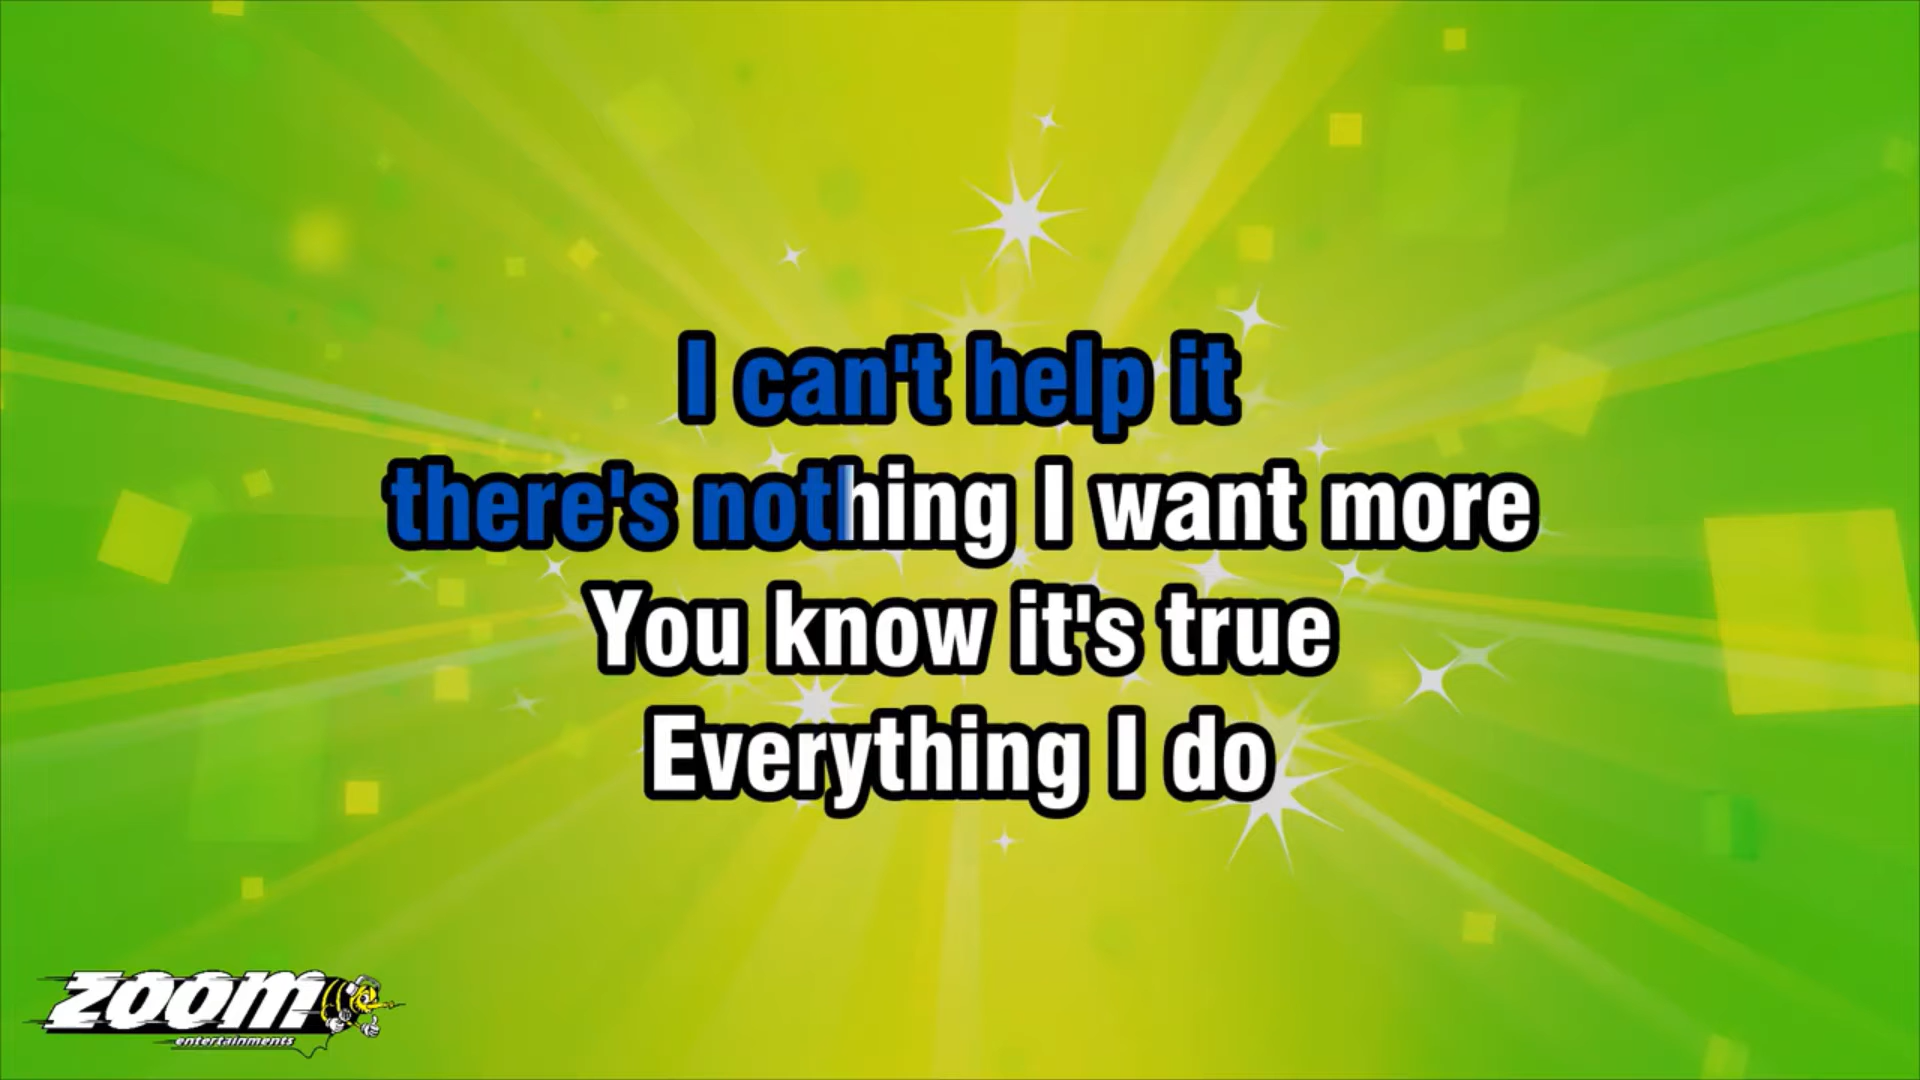 I can't help it
there's nothing I want more
You know it's true
Everything I do
zoom
entertainments